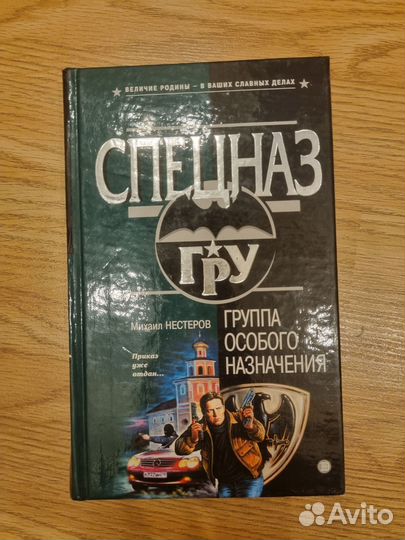 ВЕЛИЧИЕ РОДИНЫ – В ВАШИХ СЛАВНЫХ ДЕЛАХ
СПЕЦНАЗ
ГРУ
Михаил НЕСТЕРОВ
ГРУППА
ОСОБОГО
НАЗНАЧЕНИЯ
Приказ
уже
отдан...
Avito